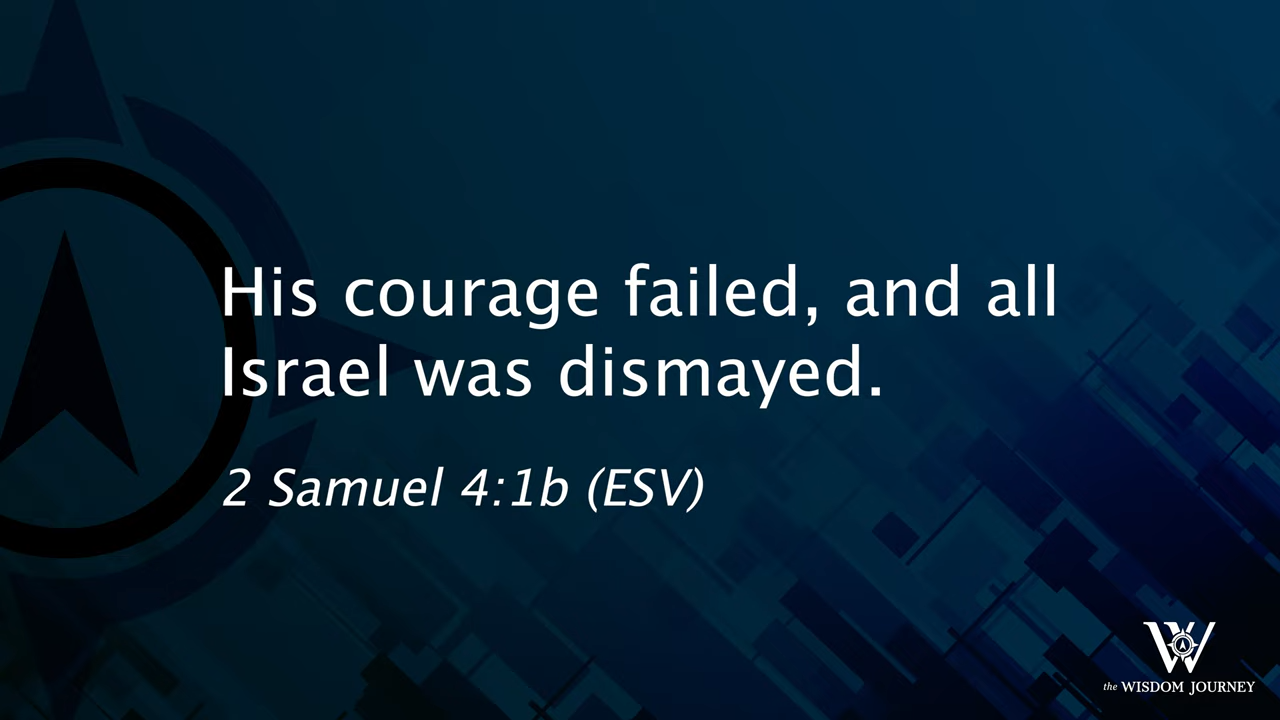 His courage failed, and all
Israel was dismayed.
2 Samuel 4:1b (ESV)
W
the WISDOM JOURNEY